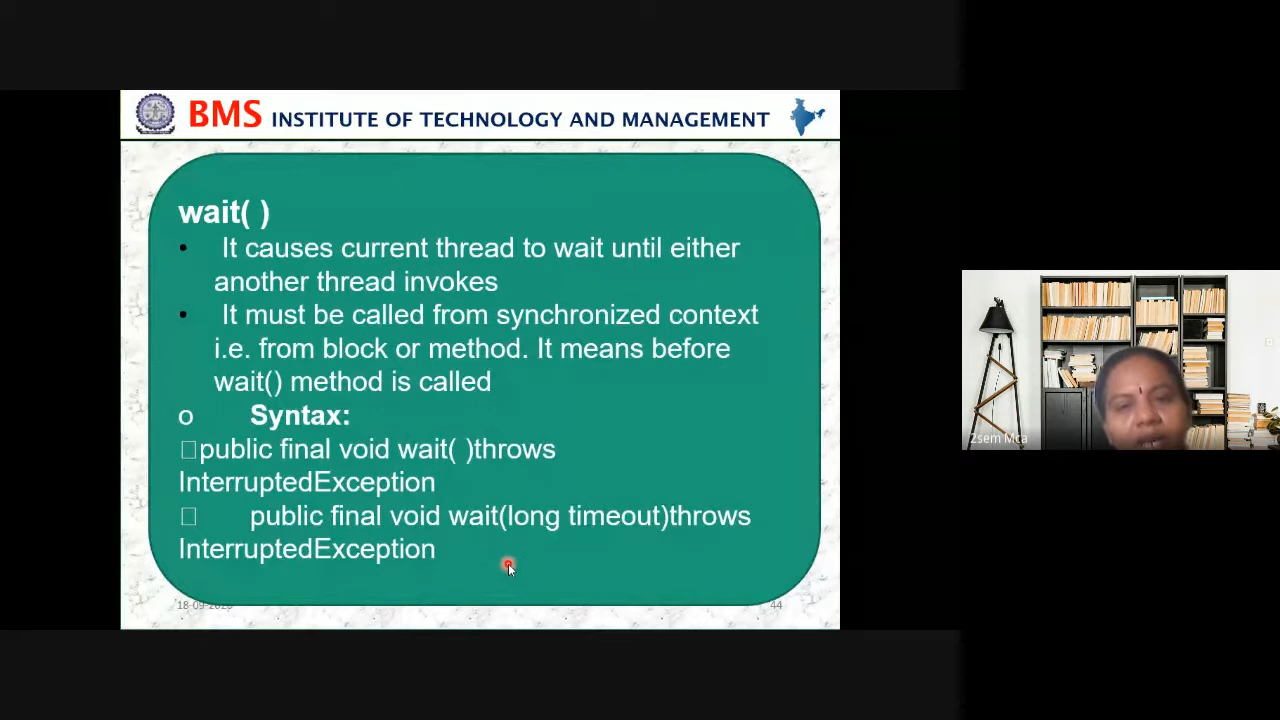 BMS INSTITUTE OF TECHNOLOGY AND MANAGEMENT
wait( )
• It causes current thread to wait until either
another thread invokes
• It must be called from synchronized context
i.e. from block or method. It means before
wait() method is called
o Syntax:
public final void wait( )throws
InterruptedException
public final void wait(long timeout)throws
InterruptedException
44
2sem Mca